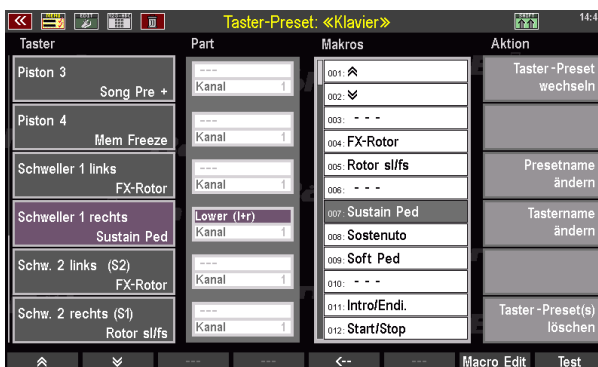 Taster-Preset: «Klavier»
14:4
Taster
Part
Makros
Aktion
Piston 3
Song Pre +
---
Kanal 1
Piston 4
Mem Freeze
---
Kanal 1
Schweller 1 links
FX-Rotor
---
Kanal 1
Schweller 1 rechts
Sustain Ped
Lower (l+r)
Kanal 1
Schw. 2 links (S2)
FX-Rotor
---
Kanal 1
Schw. 2 rechts (S1)
Rotor sl/fs
---
Kanal 1
001:
002:
003: - - -
004: FX-Rotor
005: Rotor sl/fs
006: - - -
007: Sustain Ped
008: Sostenuto
009: Soft Ped
010: - - -
011: Intro/Endi.
012: Start/Stop
Taster-Preset
wechseln
Presetname
ändern
Tastername
ändern
Taster-Preset(s)
löschen
--- --- <-- --- Macro Edit Test